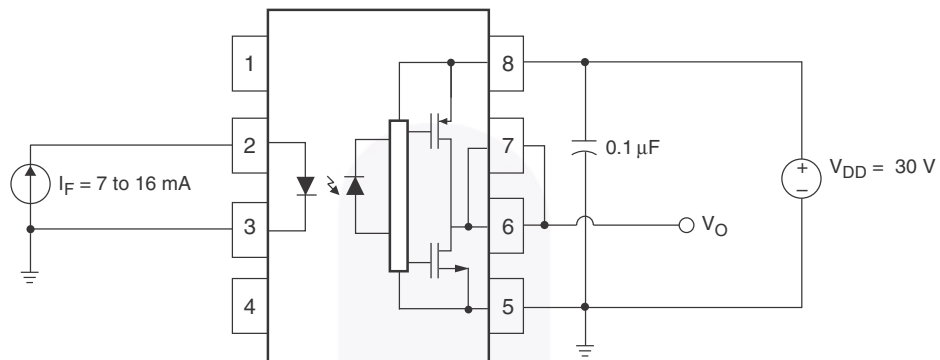 1
8
2
7
0.1 μF
V_DD = 30 V
+
–
I_F = 7 to 16 mA
3
6
V_O
4
5